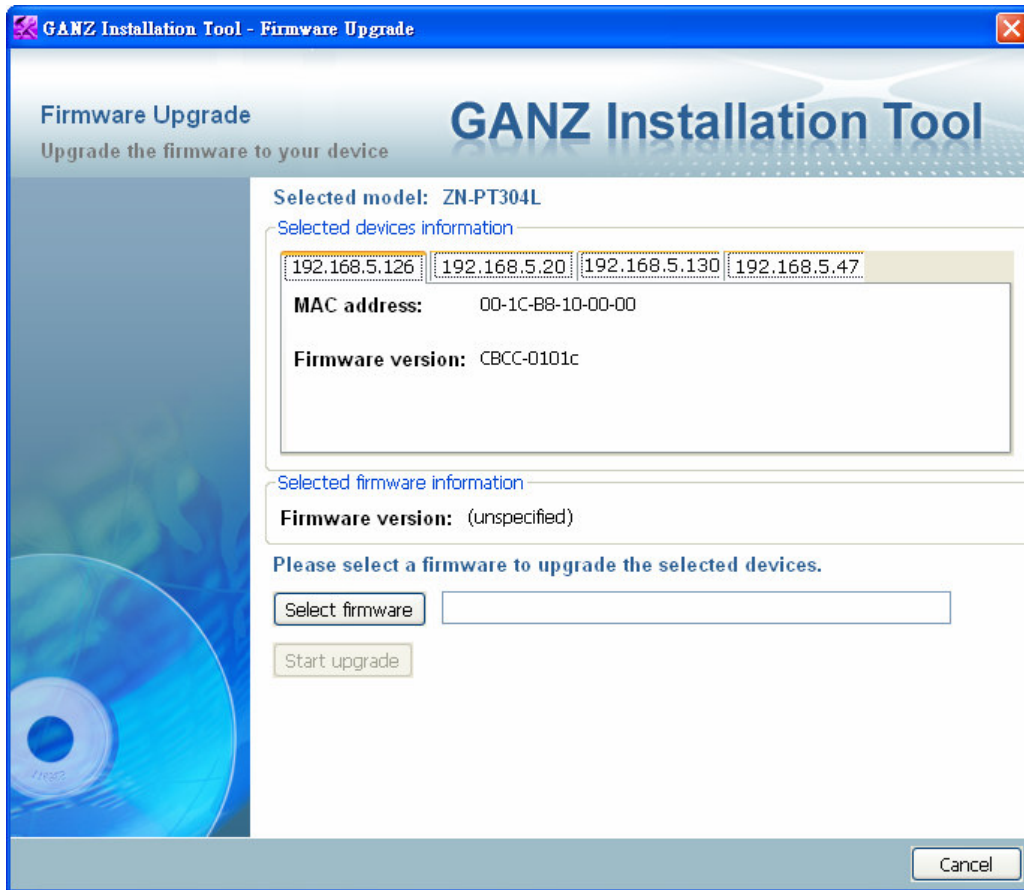 GANZ Installation Tool - Firmware Upgrade
Firmware Upgrade
GANZ Installation Tool
Upgrade the firmware to your device
Selected model: ZN-PT304L
Selected devices information
192.168.5.126 192.168.5.20 192.168.5.130 192.168.5.47
MAC address: 00-1C-B8-10-00-00
Firmware version: CBCC-0101c
Selected firmware information
Firmware version: (unspecified)
Please select a firmware to upgrade the selected devices.
Select firmware
Start upgrade
Cancel